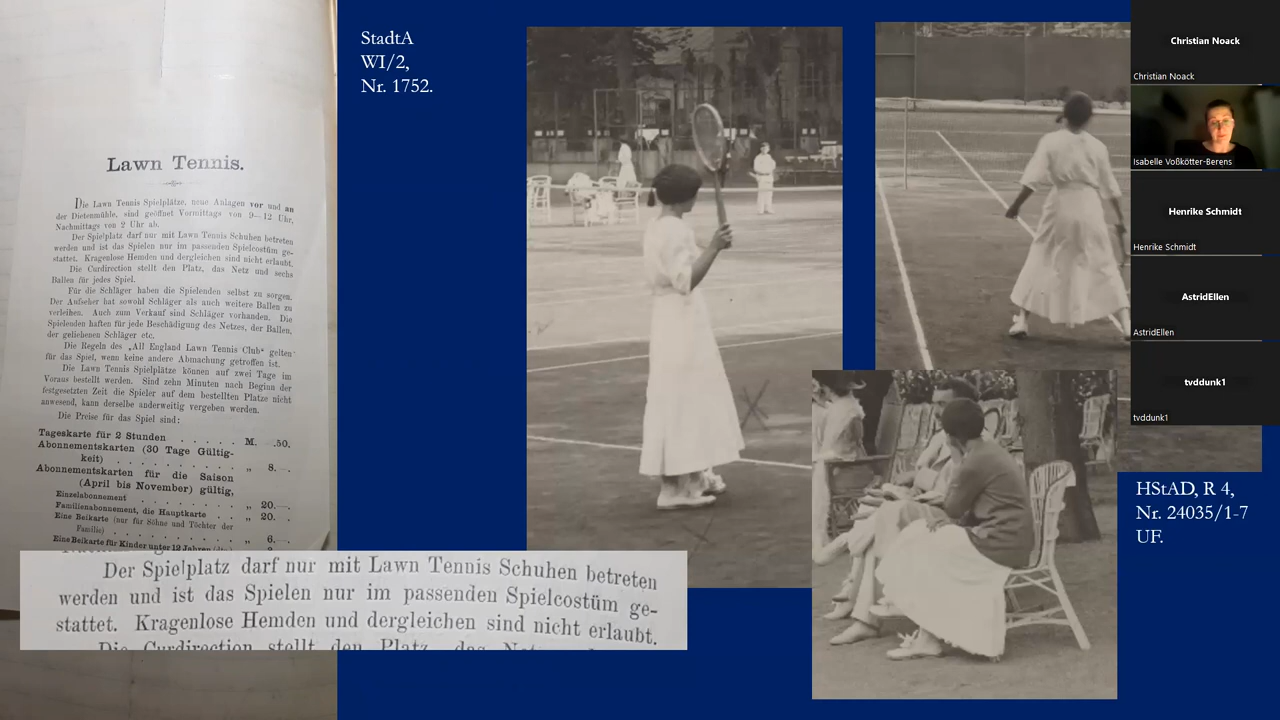 Lawn Tennis.
Die Lawn Tennis Spielplätze, neue Anlagen vor und an
der Dietenmühle, sind geöffnet Vormittags von 9—12 Uhr,
Nachmittags von 2 Uhr ab.
Der Spielplatz darf nur mit Lawn Tennis Schuhen betreten
werden und ist das Spielen nur im passenden Spielcostüm ge-
stattet. Kragenlose Hemden und dergleichen sind nicht erlaubt.
Die Curdirection stellt den Platz, das Netz und sechs
Ballen für jedes Spiel.
Für die Schläger haben die Spielenden selbst zu sorgen.
Der Aufseher hat sowohl Schläger als auch weitere Ballen zu
verleihen. Auch zum Verkauf sind Schläger vorhanden. Die
Spielenden haften für jede Beschädigung des Netzes, der Ballen,
der geliehenen Schläger etc.
Die Regeln des „All England Lawn Tennis Club“ gelten
für das Spiel, wenn keine andere Abmachung getroffen ist.
Die Lawn Tennis Spielplätze können auf zwei Tage im
Voraus bestellt werden. Sind zehn Minuten nach Beginn der
festgesetzten Zeit die Spieler auf dem bestellten Platze nicht
anwesend, kann derselbe anderweitig vergeben werden.
Die Preise für das Spiel sind:
Tageskarte für 2 Stunden . . . . . M. .50.
Abonnementskarten (30 Tage Gültig-
keit) . . . . . . . . . . „ 8.
Abonnementskarten für die Saison
(April bis November) gültig,
Einzelabonnement . . . . . . „ 20.
Familienabonnement, die Hauptkarte . . „ 20.
Eine Beikarte (nur für Söhne und Töchter der
Familie) . . . . . . . . „ 6.
Eine Beikarte für Kinder unter 12 Jahren
Der Spielplatz darf nur mit Lawn Tennis Schuhen betreten
werden und ist das Spielen nur im passenden Spielcostüm ge-
stattet. Kragenlose Hemden und dergleichen sind nicht erlaubt.
Die Curdirection stellt den Platz, das
StadtA
WI/2,
Nr. 1752.
HStAD, R 4,
Nr. 24035/1-7
UF.
Christian Noack
Christian Noack
Isabelle Voßkötter-Berens
Henrike Schmidt
Henrike Schmidt
AstridEllen
AstridEllen
tvddunk1
tvddunk1